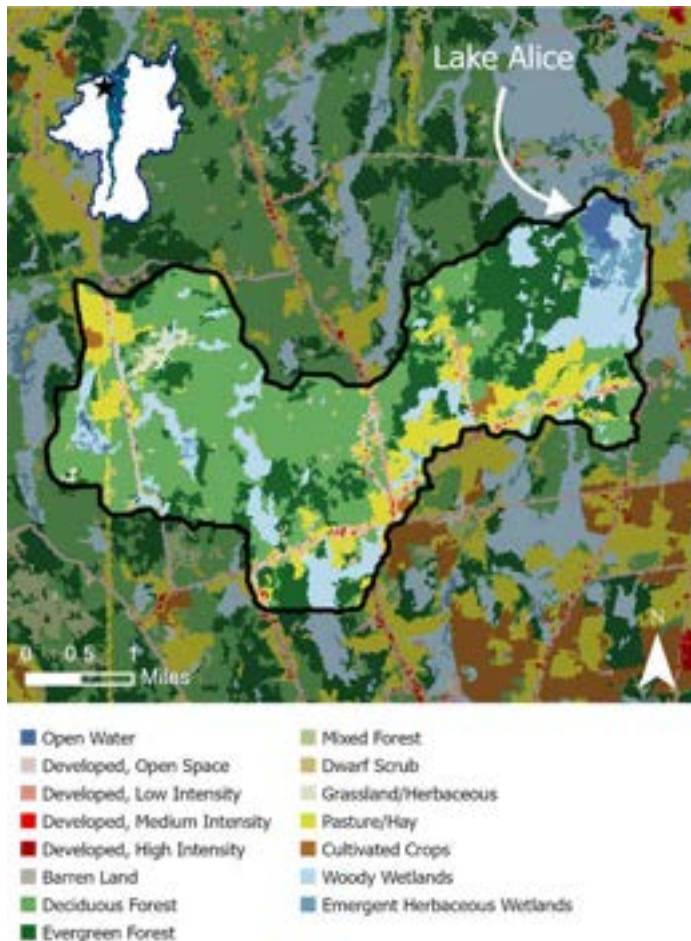 Lake Alice
N
0 0.5 1
Miles
Open Water
Developed, Open Space
Developed, Low Intensity
Developed, Medium Intensity
Developed, High Intensity
Barren Land
Deciduous Forest
Evergreen Forest
Mixed Forest
Dwarf Scrub
Grassland/Herbaceous
Pasture/Hay
Cultivated Crops
Woody Wetlands
Emergent Herbaceous Wetlands